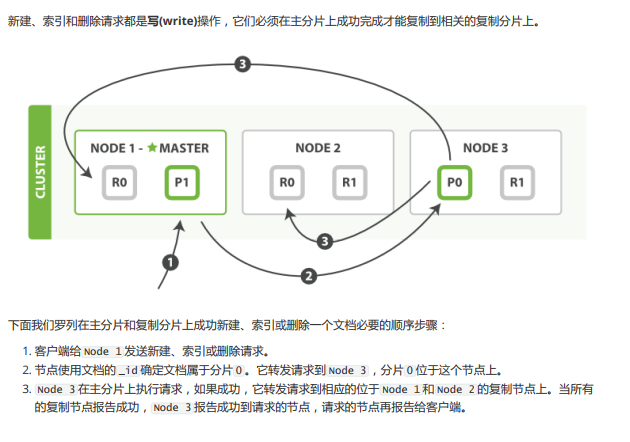 新建、索引和删除请求都是写(write)操作，它们必须在主分片上成功完成才能复制到相关的复制分片上。
3
CLUSTER
NODE 1 - ★ MASTER
R0
P1
NODE 2
R0
R1
NODE 3
P0
R1
3
1
2
下面我们罗列在主分片和复制分片上成功新建、索引或删除一个文档必要的顺序步骤：
1. 客户端给 Node 1 发送新建、索引或删除请求。
2. 节点使用文档的 _id 确定文档属于分片 0 。它转发请求到 Node 3 ，分片 0 位于这个节点上。
3. Node 3 在主分片上执行请求，如果成功，它转发请求到相应的位于 Node 1 和 Node 2 的复制节点上。当所有
的复制节点报告成功， Node 3 报告成功到请求的节点，请求的节点再报告给客户端。